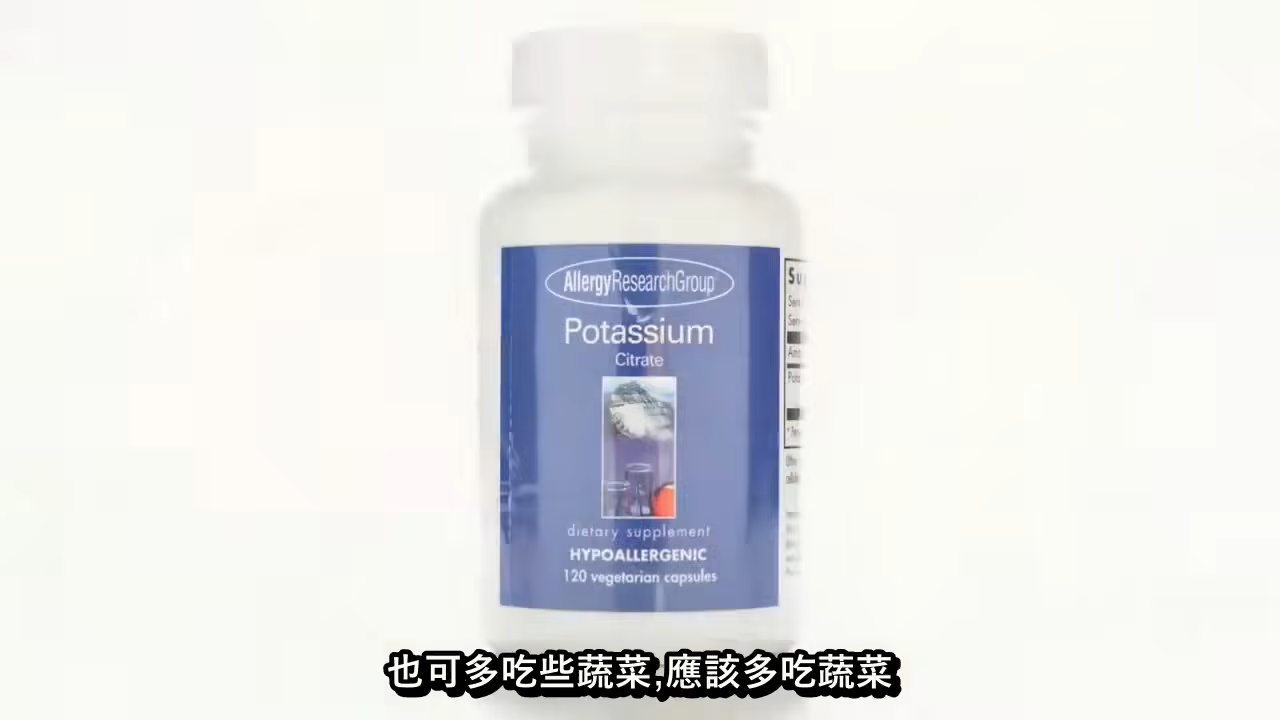 AllergyResearchGroup
Potassium
Citrate
dietary supplement
HYPOALLERGENIC
120 vegetarian capsules
也可多吃些蔬菜,應該多吃蔬菜